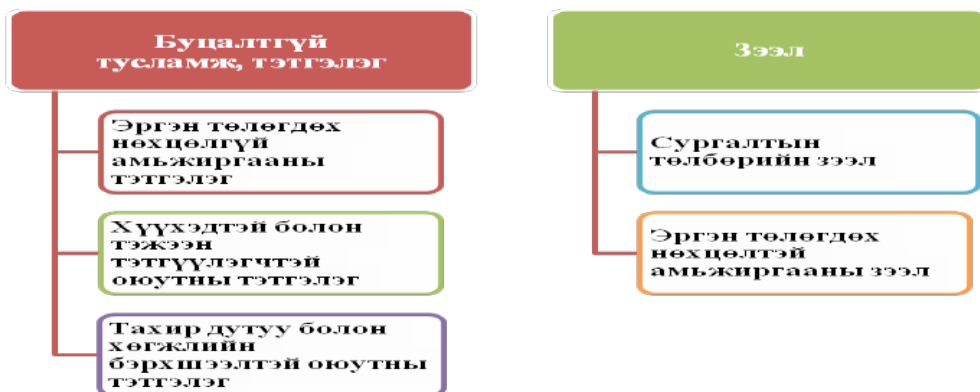 Буцалтгүй
тусламж, тэтгэлэг
Эргэн төлөгдөх
нөхцөлгүй
амьжиргааны
тэтгэлэг
Хүүхэдтэй болон
тэжээн
тэтгүүлэгчтэй
оюутны тэтгэлэг
Тахир дутуу болон
хөгжлийн
бэрхшээлтэй оюутны
тэтгэлэг
Зээл
Сургалтын
төлбөрийн зээл
Эргэн төлөгдөх
нөхцөлтэй
амьжиргааны зээл